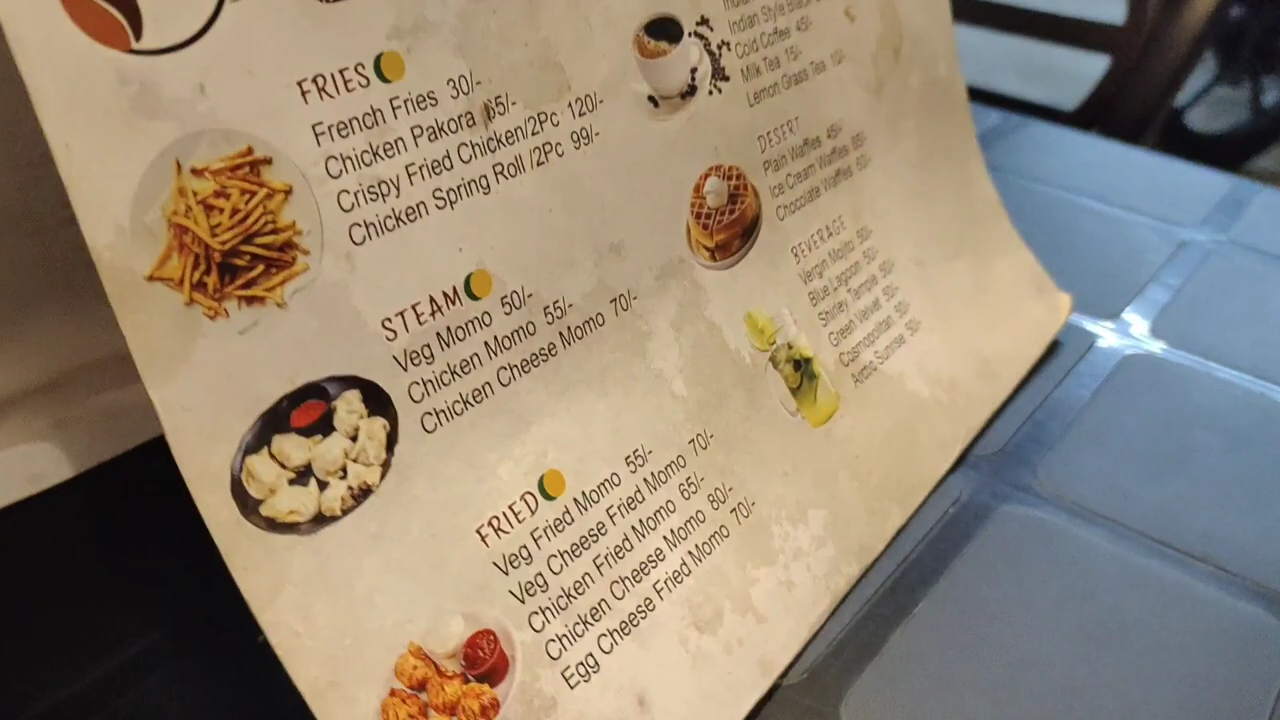 FRIES
French Fries 30/-
Chicken Pakora 65/-
Crispy Fried Chicken/2Pc 120/-
Chicken Spring Roll /2Pc 99/-
STEAM
Veg Momo 50/-
Chicken Momo 55/-
Chicken Cheese Momo 70/-
FRIED
Veg Fried Momo 55/-
Veg Cheese Fried Momo 70/-
Chicken Fried Momo 65/-
Chicken Cheese Momo 80/-
Egg Cheese Fried Momo 70/-
Indian Style Black
Cold Coffee 45/-
Milk Tea 15/-
Lemon Grass Tea
DESERT
Plain Waffles 45/-
Ice Cream Waffles
Chocolate Waffles
BEVERAGE
Vergin Mojito 50/-
Blue Lagoon 50/-
Shirley Temple 50/-
Green Velvet 50/-
Cosmopolitan 50/-
Arctic Sunrise 50/-